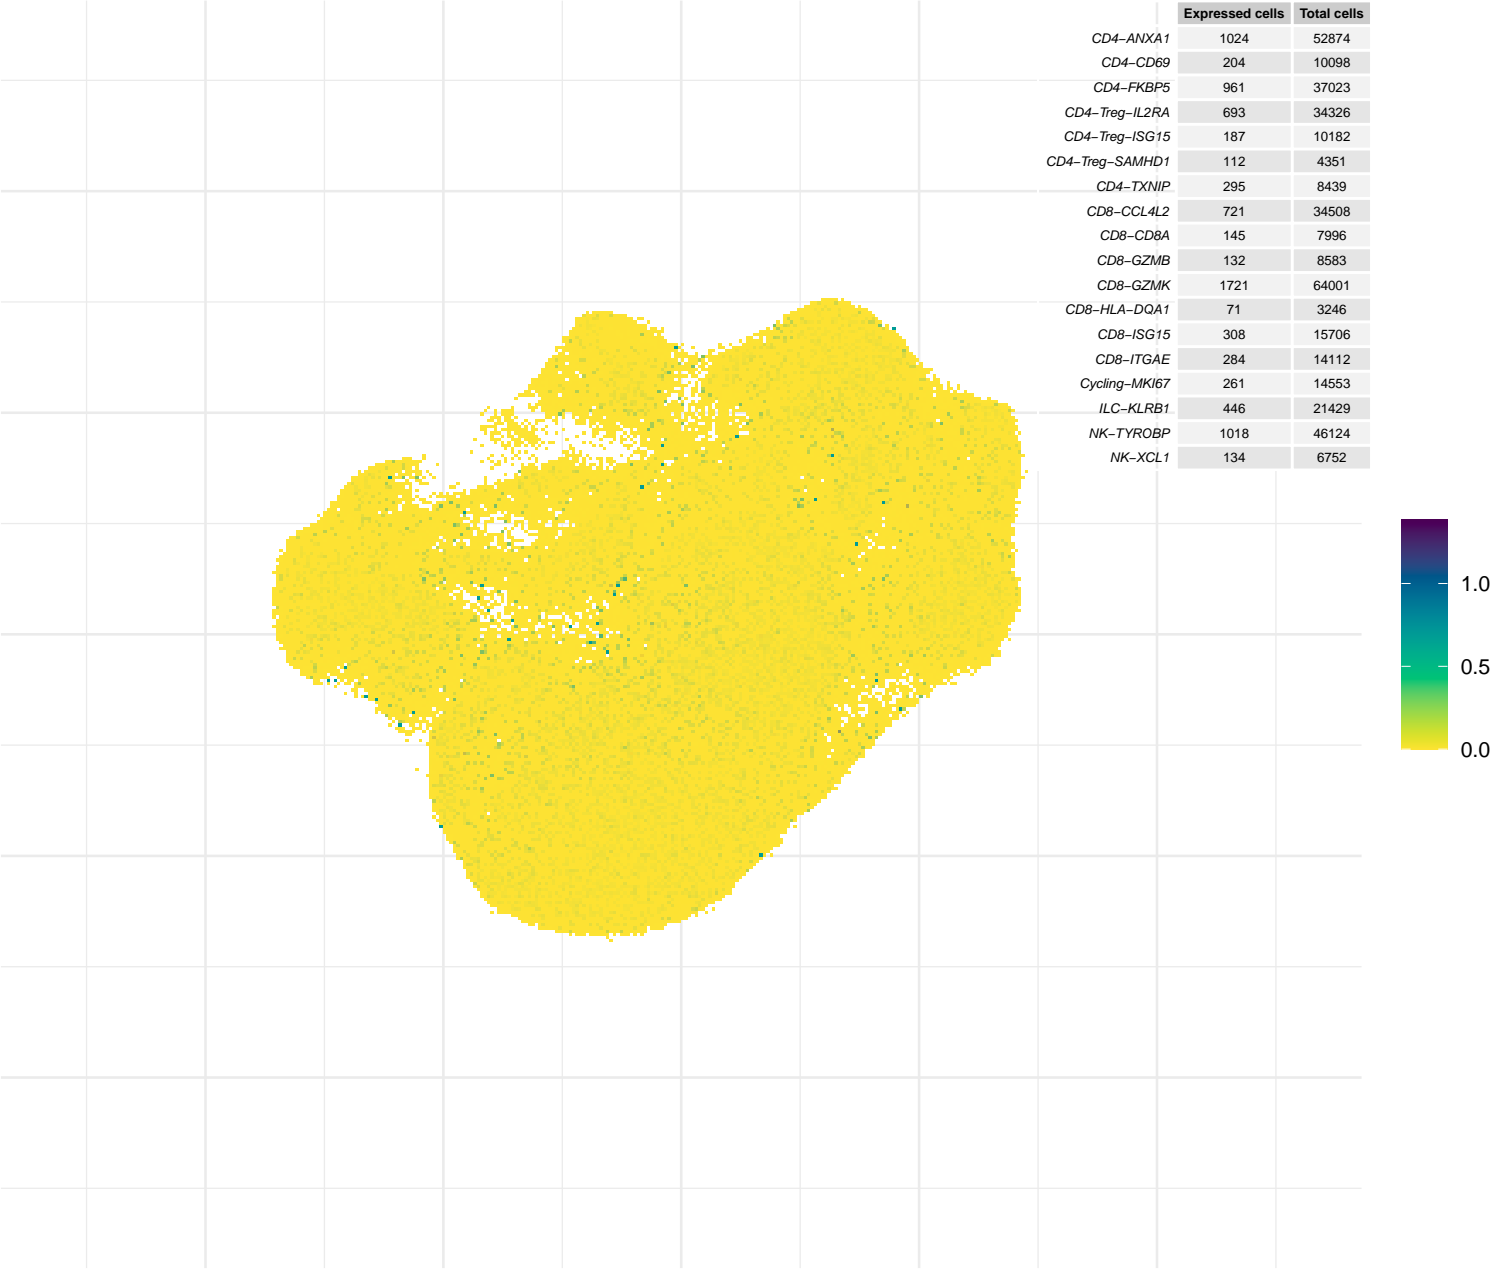 Expressed cells Total cells
CD4−ANXA1 1024 52874
CD4−CD69 204 10098
CD4−FKBP5 961 37023
CD4−Treg−IL2RA 693 34326
CD4−Treg−ISG15 187 10182
CD4−Treg−SAMHD1 112 4351
CD4−TXNIP 295 8439
CD8−CCL4L2 721 34508
CD8−CD8A 145 7996
CD8−GZMB 132 8583
CD8−GZMK 1721 64001
CD8−HLA−DQA1 71 3246
CD8−ISG15 308 15706
CD8−ITGAE 284 14112
Cycling−MKI67 261 14553
ILC−KLRB1 446 21429
NK−TYROBP 1018 46124
NK−XCL1 134 6752
1.0
0.5
0.0